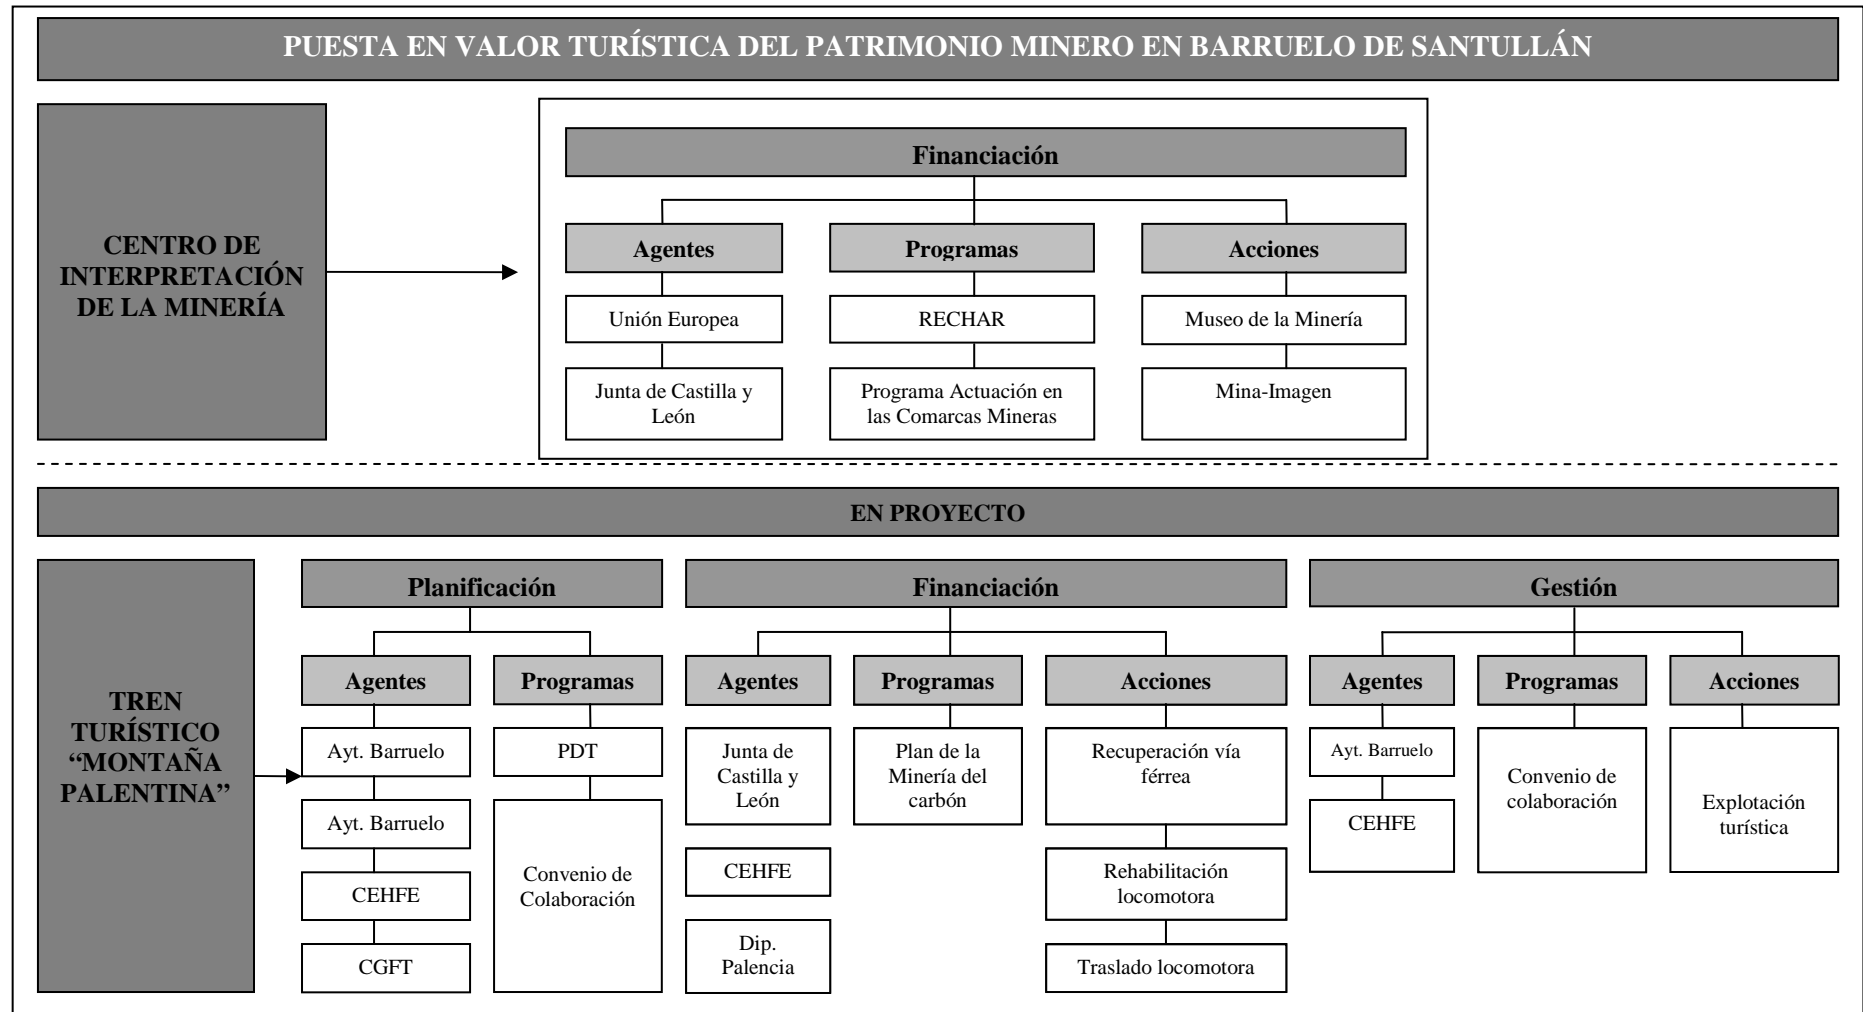 PUESTA EN VALOR TURÍSTICA DEL PATRIMONIO MINERO EN BARRUELO DE SANTULLÁN
CENTRO DE
INTERPRETACIÓN
DE LA MINERÍA
Financiación
Agentes
Unión Europea
Junta de Castilla y
León
Programas
RECHAR
Programa Actuación en
las Comarcas Mineras
Acciones
Museo de la Minería
Mina-Imagen
EN PROYECTO
TREN
TURÍSTICO
“MONTAÑA
PALENTINA”
Planificación
Agentes
Ayt. Barruelo
Ayt. Barruelo
CEHFE
CGFT
Programas
PDT
Convenio de
Colaboración
Financiación
Agentes
Junta de
Castilla y
León
CEHFE
Dip.
Palencia
Programas
Plan de la
Minería del
carbón
Acciones
Recuperación vía
férrea
Rehabilitación
locomotora
Traslado locomotora
Gestión
Agentes
Ayt. Barruelo
CEHFE
Programas
Convenio de
colaboración
Acciones
Explotación
turística